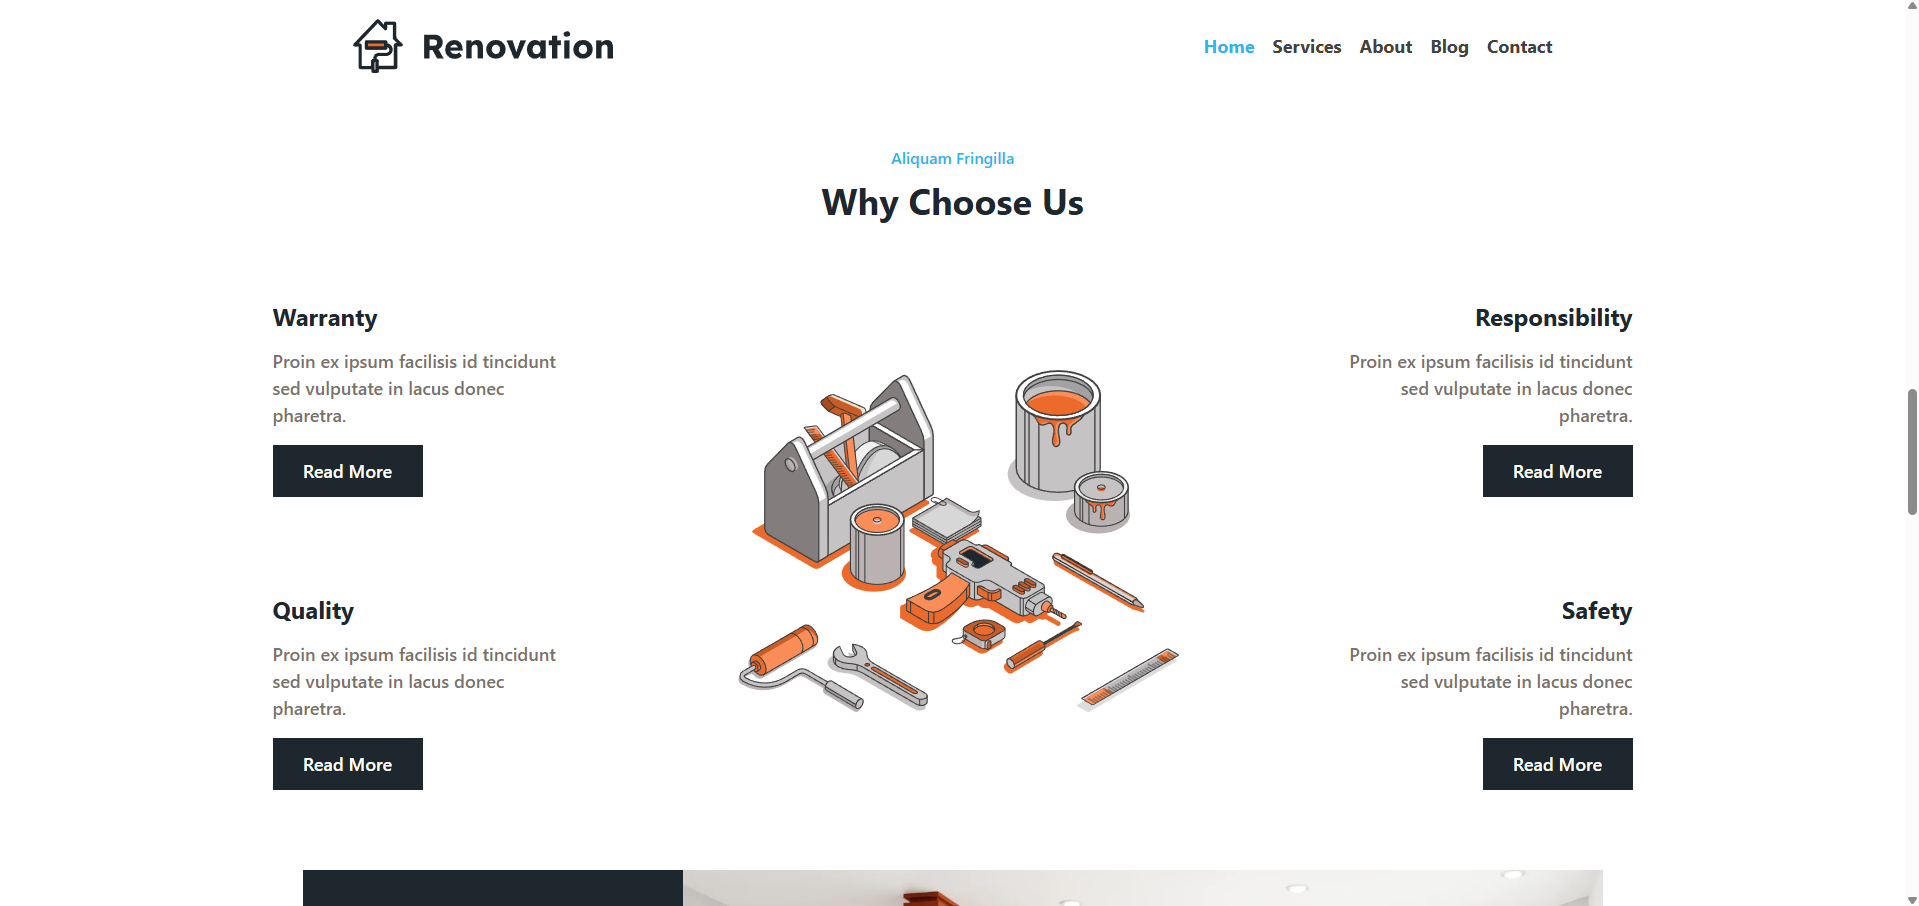 Renovation
Home Services About Blog Contact
Aliquam Fringilla
Why Choose Us
Warranty
Proin ex ipsum facilisis id tincidunt
sed vulputate in lacus donec
pharetra.
Read More
Quality
Proin ex ipsum facilisis id tincidunt
sed vulputate in lacus donec
pharetra.
Read More
Responsibility
Proin ex ipsum facilisis id tincidunt
sed vulputate in lacus donec
pharetra.
Read More
Safety
Proin ex ipsum facilisis id tincidunt
sed vulputate in lacus donec
pharetra.
Read More